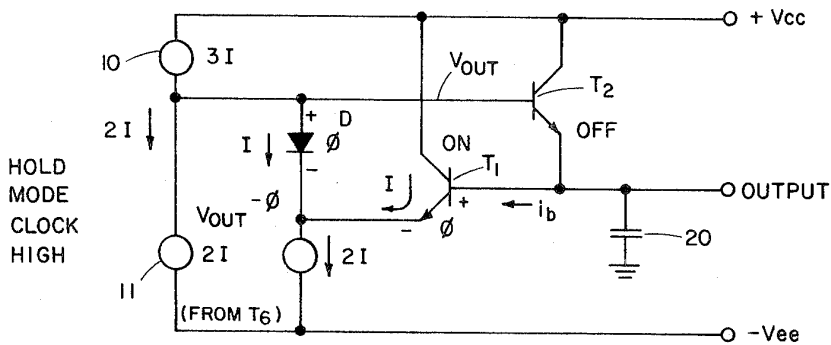 + Vcc
10
3I
VOUT
T2
2I
+ D
I
Ø
-
ON
OFF
HOLD
MODE
CLOCK
HIGH
I
T1
+
OUTPUT
VOUT -Ø
- Ø
ib
20
2I
2I
11
(FROM T6)
-Vee